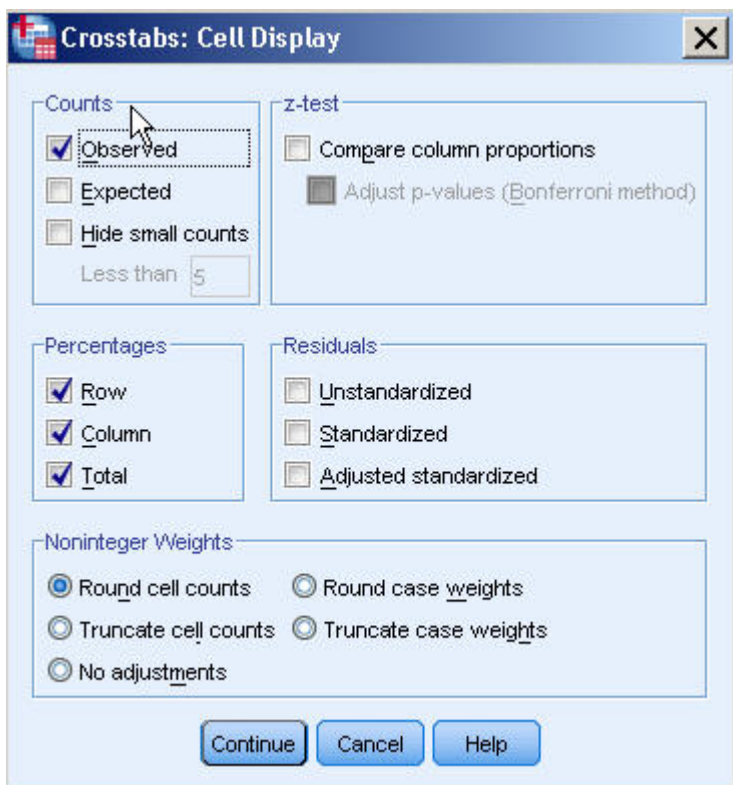 Crosstabs: Cell Display
Counts
Observed
Expected
Hide small counts
Less than 5
z-test
Compare column proportions
Adjust p-values (Bonferroni method)
Percentages
Row
Column
Total
Residuals
Unstandardized
Standardized
Adjusted standardized
Noninteger Weights
Round cell counts Round case weights
Truncate cell counts Truncate case weights
No adjustments
Continue Cancel Help